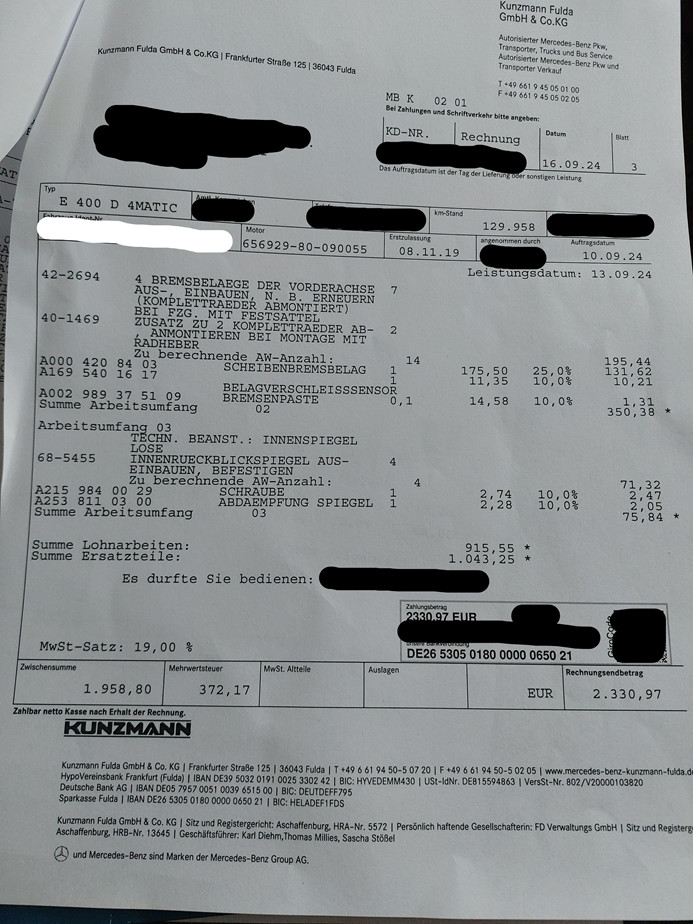 Kunzmann Fulda
GmbH & Co.KG
Autorisierter Mercedes-Benz Pkw,
Transporter, Trucks und Bus Service
Autorisierter Mercedes-Benz Pkw und
Transporter Verkauf
T +49 661 9 45 05 01 00
F +49 661 9 45 05 02 05
Kunzmann Fulda GmbH & Co.KG | Frankfurter Straße 125 | 36043 Fulda
MB K 02 01
Bei Zahlungen und Schriftverkehr bitte angeben:
KD-NR. Rechnung Datum Blatt
16.09.24 3
Das Auftragsdatum ist der Tag der Lieferung oder sonstigen Leistung.
Typ
E 400 D 4MATIC
km-Stand
129.958
Motor
656929-80-090055
Erstzulassung
08.11.19
angenommen durch
Auftragsdatum
10.09.24
Leistungsdatum: 13.09.24
42-2694 4 BREMSBELAEGE DER VORDERACHSE 7
AUS-, EINBAUEN, N. B. ERNEUERN
(KOMPLETTRAEDER ABMONTIERT)
BEI FZG. MIT FESTSATTEL
40-1469 ZUSATZ ZU 2 KOMPLETTRAEDER AB- 2
, ANMONTIEREN BEI MONTAGE MIT
RADHEBER
Zu berechnende AW-Anzahl: 14 195,44
A000 420 84 03 SCHEIBENBREMSBELAG 1 175,50 25,0% 131,62
A169 540 16 17 1 11,35 10,0% 10,21
BELAGVERSCHLEISSSENSOR
A002 989 37 51 09 BREMSENPASTE 0,1 14,58 10,0% 1,31
Summe Arbeitsumfang 02 350,38 *
Arbeitsumfang 03
TECHN. BEANST.: INNENSPIEGEL
LOSE
68-5455 INNENRUECKBLICKSPIEGEL AUS- 4
EINBAUEN, BEFESTIGEN
Zu berechnende AW-Anzahl: 4 71,32
A215 984 00 29 SCHRAUBE 1 2,74 10,0% 2,47
A253 811 03 00 ABDAEMPFUNG SPIEGEL 1 2,28 10,0% 2,05
Summe Arbeitsumfang 03 75,84 *
Summe Lohnarbeiten: 915,55 *
Summe Ersatzteile: 1.043,25 *
Es durfte Sie bedienen:
Zahlungsbetrag
2330,97 EUR
DE26 5305 0180 0000 0650 21
GiroCode
MwSt-Satz: 19,00 %
Zwischensumme Mehrwertsteuer MwSt. Altteile Auslagen Rechnungsendbetrag
1.958,80 372,17 EUR 2.330,97
Zahlbar netto Kasse nach Erhalt der Rechnung.
KUNZMANN
Kunzmann Fulda GmbH & Co. KG | Frankfurter Straße 125 | 36043 Fulda | T +49 6 61 94 50-5 07 20 | F +49 6 61 94 50-5 02 05 | www.mercedes-benz-kunzmann-fulda.d
HypoVereinsbank Frankfurt (Fulda) | IBAN DE39 5032 0191 0025 3302 42 | BIC: HYVEDEMM430 | USt-IdNr. DE815594863 | VersSt-Nr. 802/V20000103820
Deutsche Bank AG | IBAN DE05 7957 0051 0039 6515 00 | BIC: DEUTDEFF795
Sparkasse Fulda | IBAN DE26 5305 0180 0000 0650 21 | BIC: HELADEF1FDS
Kunzmann Fulda GmbH & Co. KG | Sitz und Registergericht: Aschaffenburg, HRA-Nr. 5572 | Persönlich haftende Gesellschafterin: FD Verwaltungs GmbH | Sitz und Registerge
Aschaffenburg, HRB-Nr. 13645 | Geschäftsführer: Karl Diehm,Thomas Millies, Sascha Stößel
und Mercedes-Benz sind Marken der Mercedes-Benz Group AG.